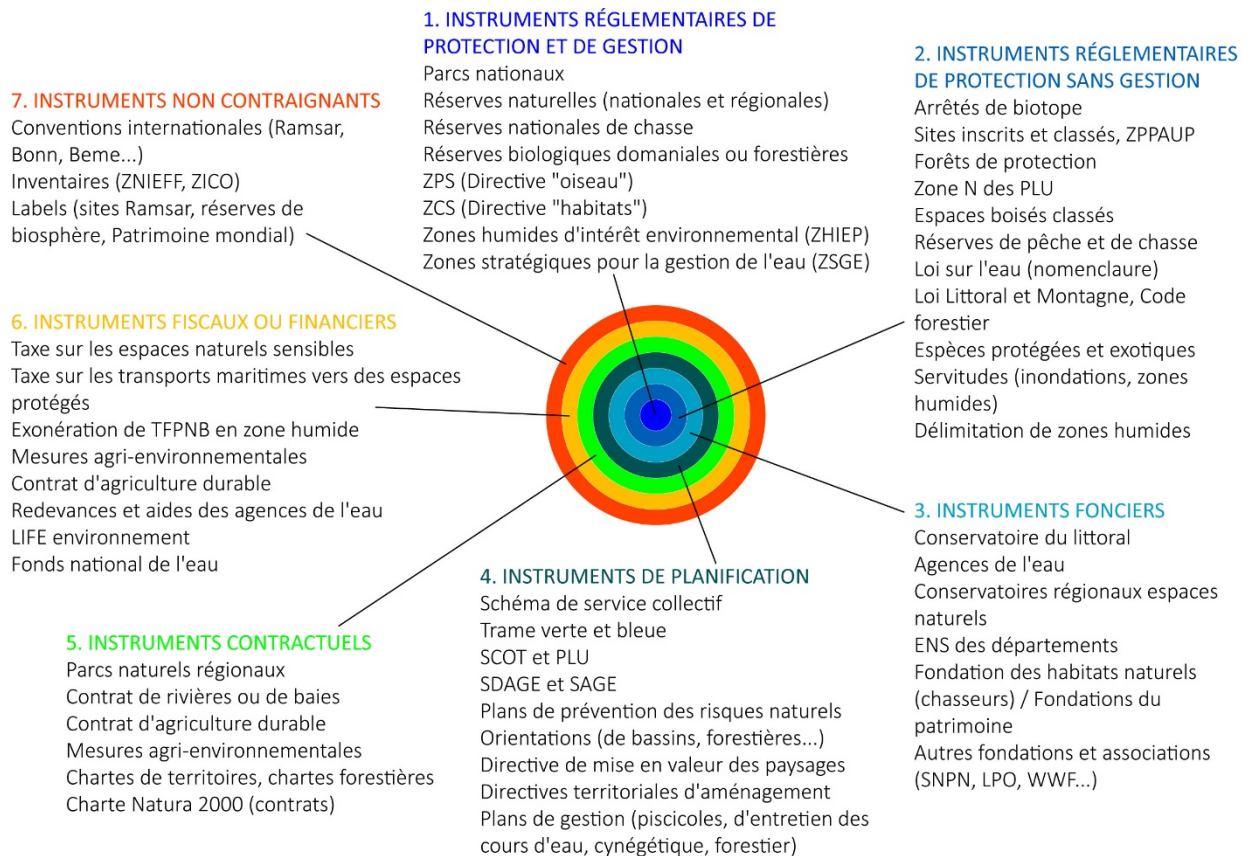 1. INSTRUMENTS RÉGLEMENTAIRES DE
PROTECTION ET DE GESTION
Parcs nationaux
Réserves naturelles (nationales et régionales)
Réserves nationales de chasse
Réserves biologiques domaniales ou forestières
ZPS (Directive "oiseau")
ZCS (Directive "habitats")
Zones humides d'intérêt environnemental (ZHIEP)
Zones stratégiques pour la gestion de l'eau (ZSGE)
2. INSTRUMENTS RÉGLEMENTAIRES
DE PROTECTION SANS GESTION
Arrêtés de biotope
Sites inscrits et classés, ZPPAUP
Forêts de protection
Zone N des PLU
Espaces boisés classés
Réserves de pêche et de chasse
Loi sur l'eau (nomenclaure)
Loi Littoral et Montagne, Code
forestier
Espèces protégées et exotiques
Servitudes (inondations, zones
humides)
Délimitation de zones humides
3. INSTRUMENTS FONCIERS
Conservatoire du littoral
Agences de l'eau
Conservatoires régionaux espaces
naturels
ENS des départements
Fondation des habitats naturels
(chasseurs) / Fondations du
patrimoine
Autres fondations et associations
(SNPN, LPO, WWF...)
4. INSTRUMENTS DE PLANIFICATION
Schéma de service collectif
Trame verte et bleue
SCOT et PLU
SDAGE et SAGE
Plans de prévention des risques naturels
Orientations (de bassins, forestières...)
Directive de mise en valeur des paysages
Directives territoriales d'aménagement
Plans de gestion (piscicoles, d'entretien des
cours d'eau, cynégétique, forestier)
5. INSTRUMENTS CONTRACTUELS
Parcs naturels régionaux
Contrat de rivières ou de baies
Contrat d'agriculture durable
Mesures agri-environnementales
Chartes de territoires, chartes forestières
Charte Natura 2000 (contrats)
6. INSTRUMENTS FISCAUX OU FINANCIERS
Taxe sur les espaces naturels sensibles
Taxe sur les transports maritimes vers des espaces
protégés
Exonération de TFPNB en zone humide
Mesures agri-environnementales
Contrat d'agriculture durable
Redevances et aides des agences de l'eau
LIFE environnement
Fonds national de l'eau
7. INSTRUMENTS NON CONTRAIGNANTS
Conventions internationales (Ramsar,
Bonn, Beme...)
Inventaires (ZNIEFF, ZICO)
Labels (sites Ramsar, réserves de
biosphère, Patrimoine mondial)